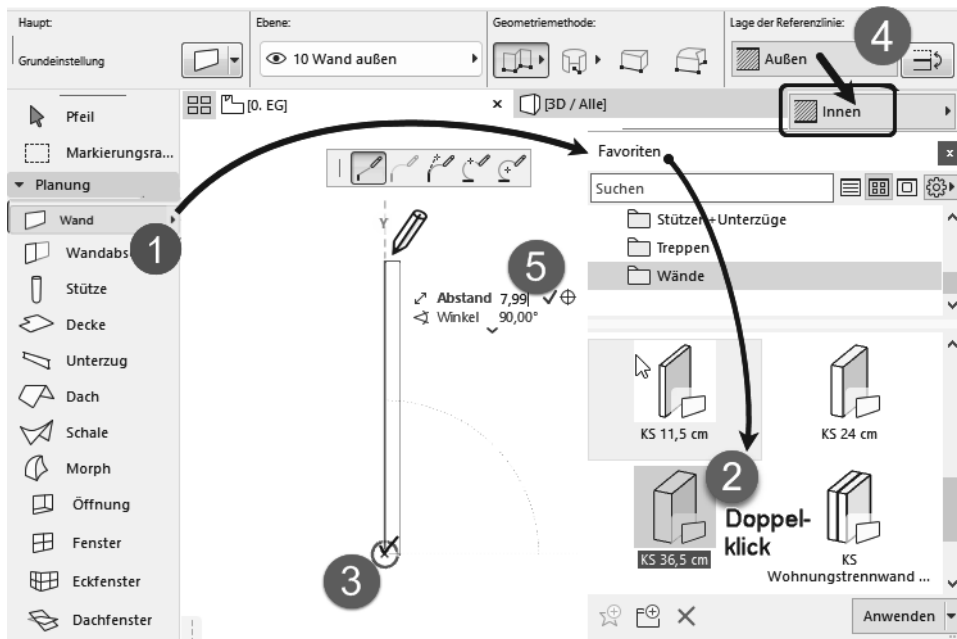 Haupt:
Grundeinstellung
Ebene:
10 Wand außen
Geometriemethode:
Lage der Referenzlinie:
Außen
4
Innen
[0. EG]
[3D / Alle]
Pfeil
Markierungsra...
Planung
Wand
1
Wandabs
Stütze
Decke
Unterzug
Dach
Schale
Morph
Öffnung
Fenster
Eckfenster
Dachfenster
Y
5
Abstand 7,99
Winkel 90,00°
3
Favoriten
Suchen
Stützen+Unterzüge
Treppen
Wände
KS 11,5 cm
KS 24 cm
2
Doppel-
klick
KS 36,5 cm
KS
Wohnungstrennwand ...
Anwenden